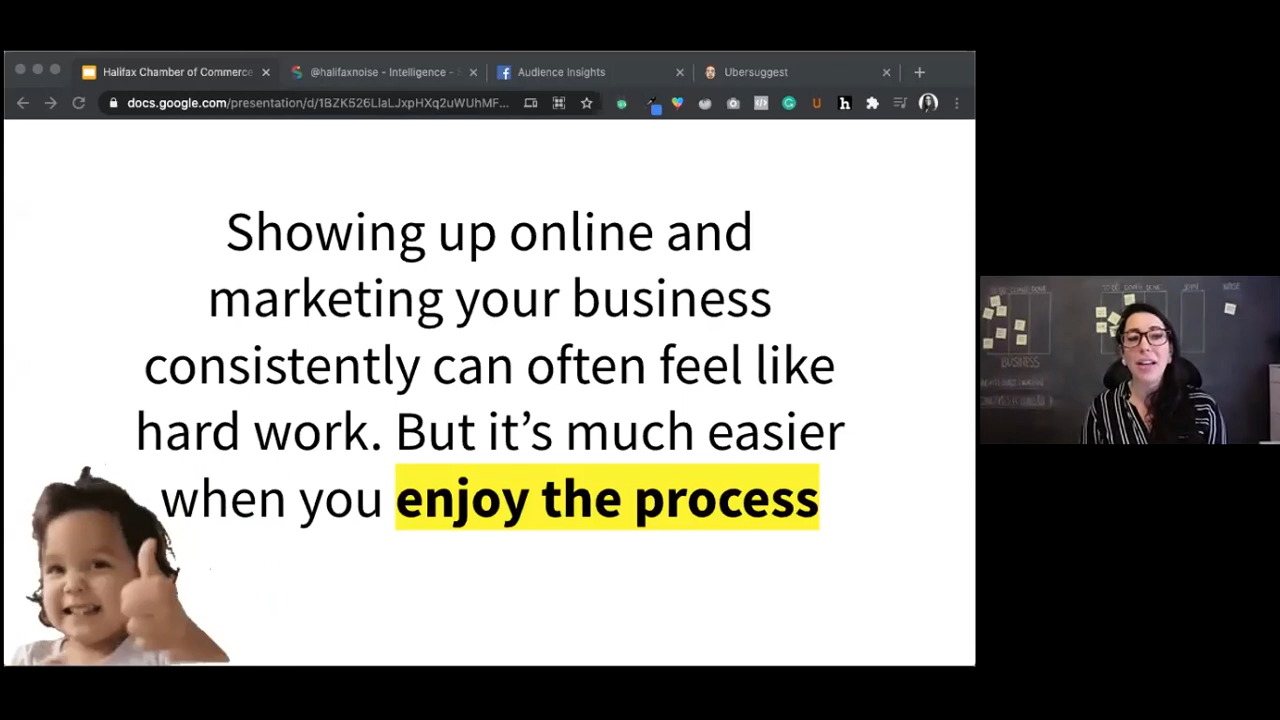 Halifax Chamber of Commerce
@halifaxnoise - Intelligence -
Audience Insights
Ubersuggest
docs.google.com/presentation/d/1BZK526LlaLJxpHXq2uWUhMF...
Showing up online and
marketing your business
consistently can often feel like
hard work. But it’s much easier
when you enjoy the process
BUSINESS